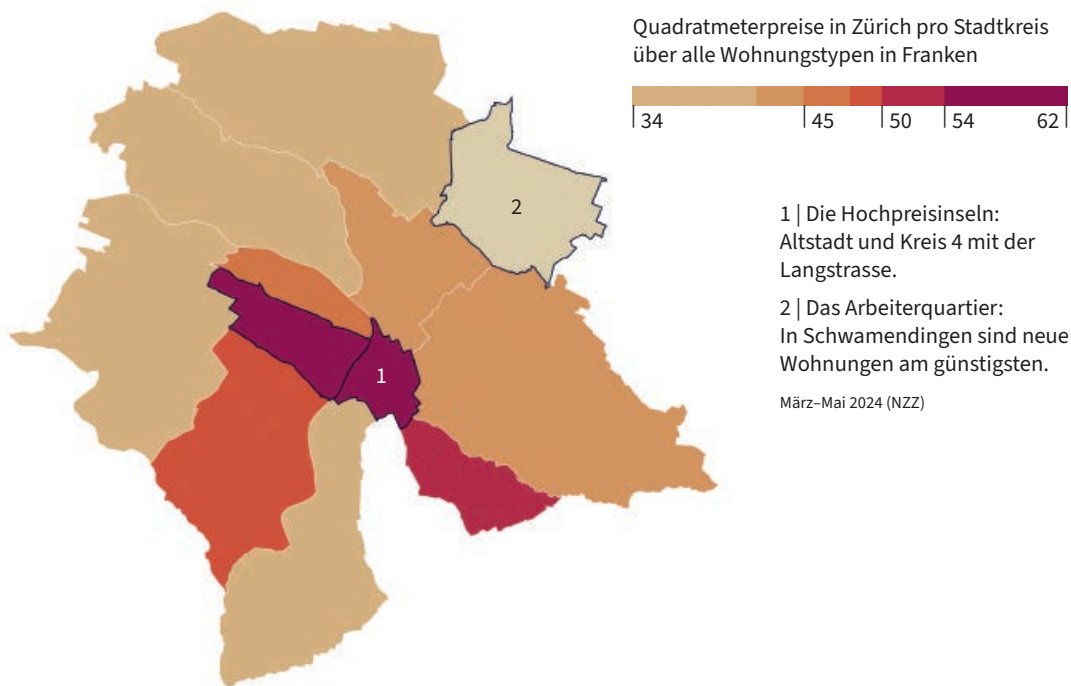 Quadratmeterpreise in Zürich pro Stadtkreis
über alle Wohnungstypen in Franken
34 45 50 54 62
2
1 | Die Hochpreisinseln:
Altstadt und Kreis 4 mit der
Langstrasse.
2 | Das Arbeiterquartier:
In Schwamendingen sind neue
Wohnungen am günstigsten.
März–Mai 2024 (NZZ)
1